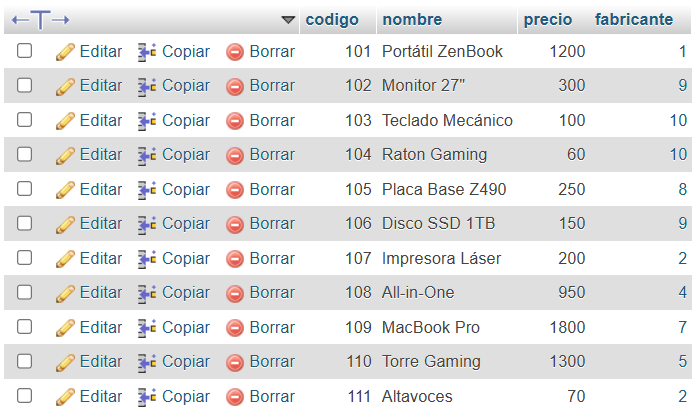 codigo nombre precio fabricante
Editar Copiar Borrar 101 Portátil ZenBook 1200 1
Editar Copiar Borrar 102 Monitor 27" 300 9
Editar Copiar Borrar 103 Teclado Mecánico 100 10
Editar Copiar Borrar 104 Raton Gaming 60 10
Editar Copiar Borrar 105 Placa Base Z490 250 8
Editar Copiar Borrar 106 Disco SSD 1TB 150 9
Editar Copiar Borrar 107 Impresora Láser 200 2
Editar Copiar Borrar 108 All-in-One 950 4
Editar Copiar Borrar 109 MacBook Pro 1800 7
Editar Copiar Borrar 110 Torre Gaming 1300 5
Editar Copiar Borrar 111 Altavoces 70 2